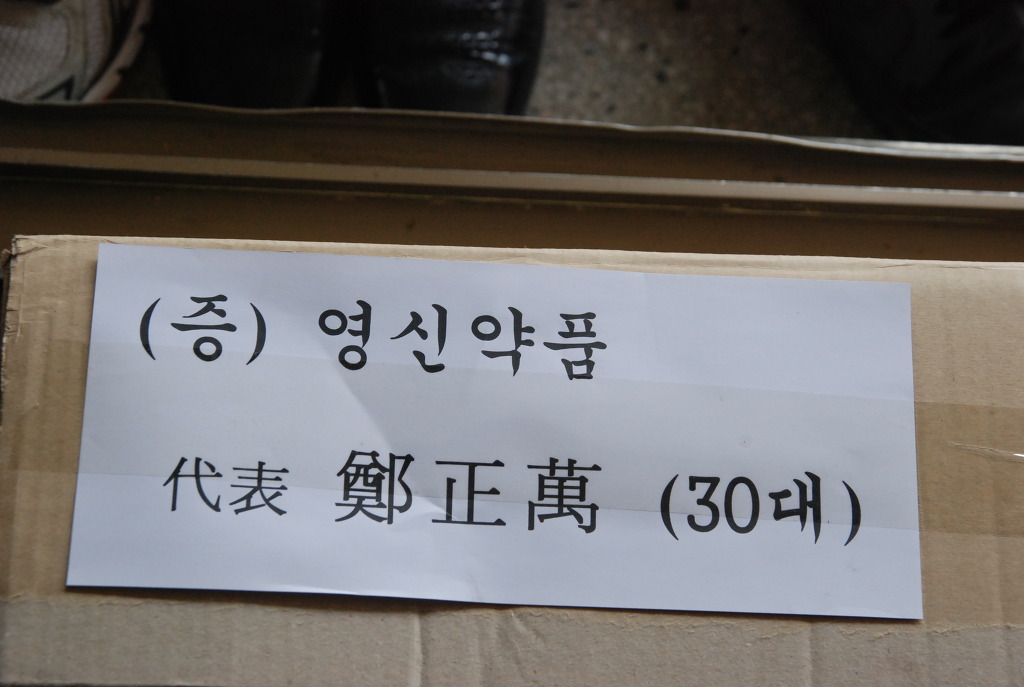 (증) 영신약품
代表 鄭正萬 (30대)